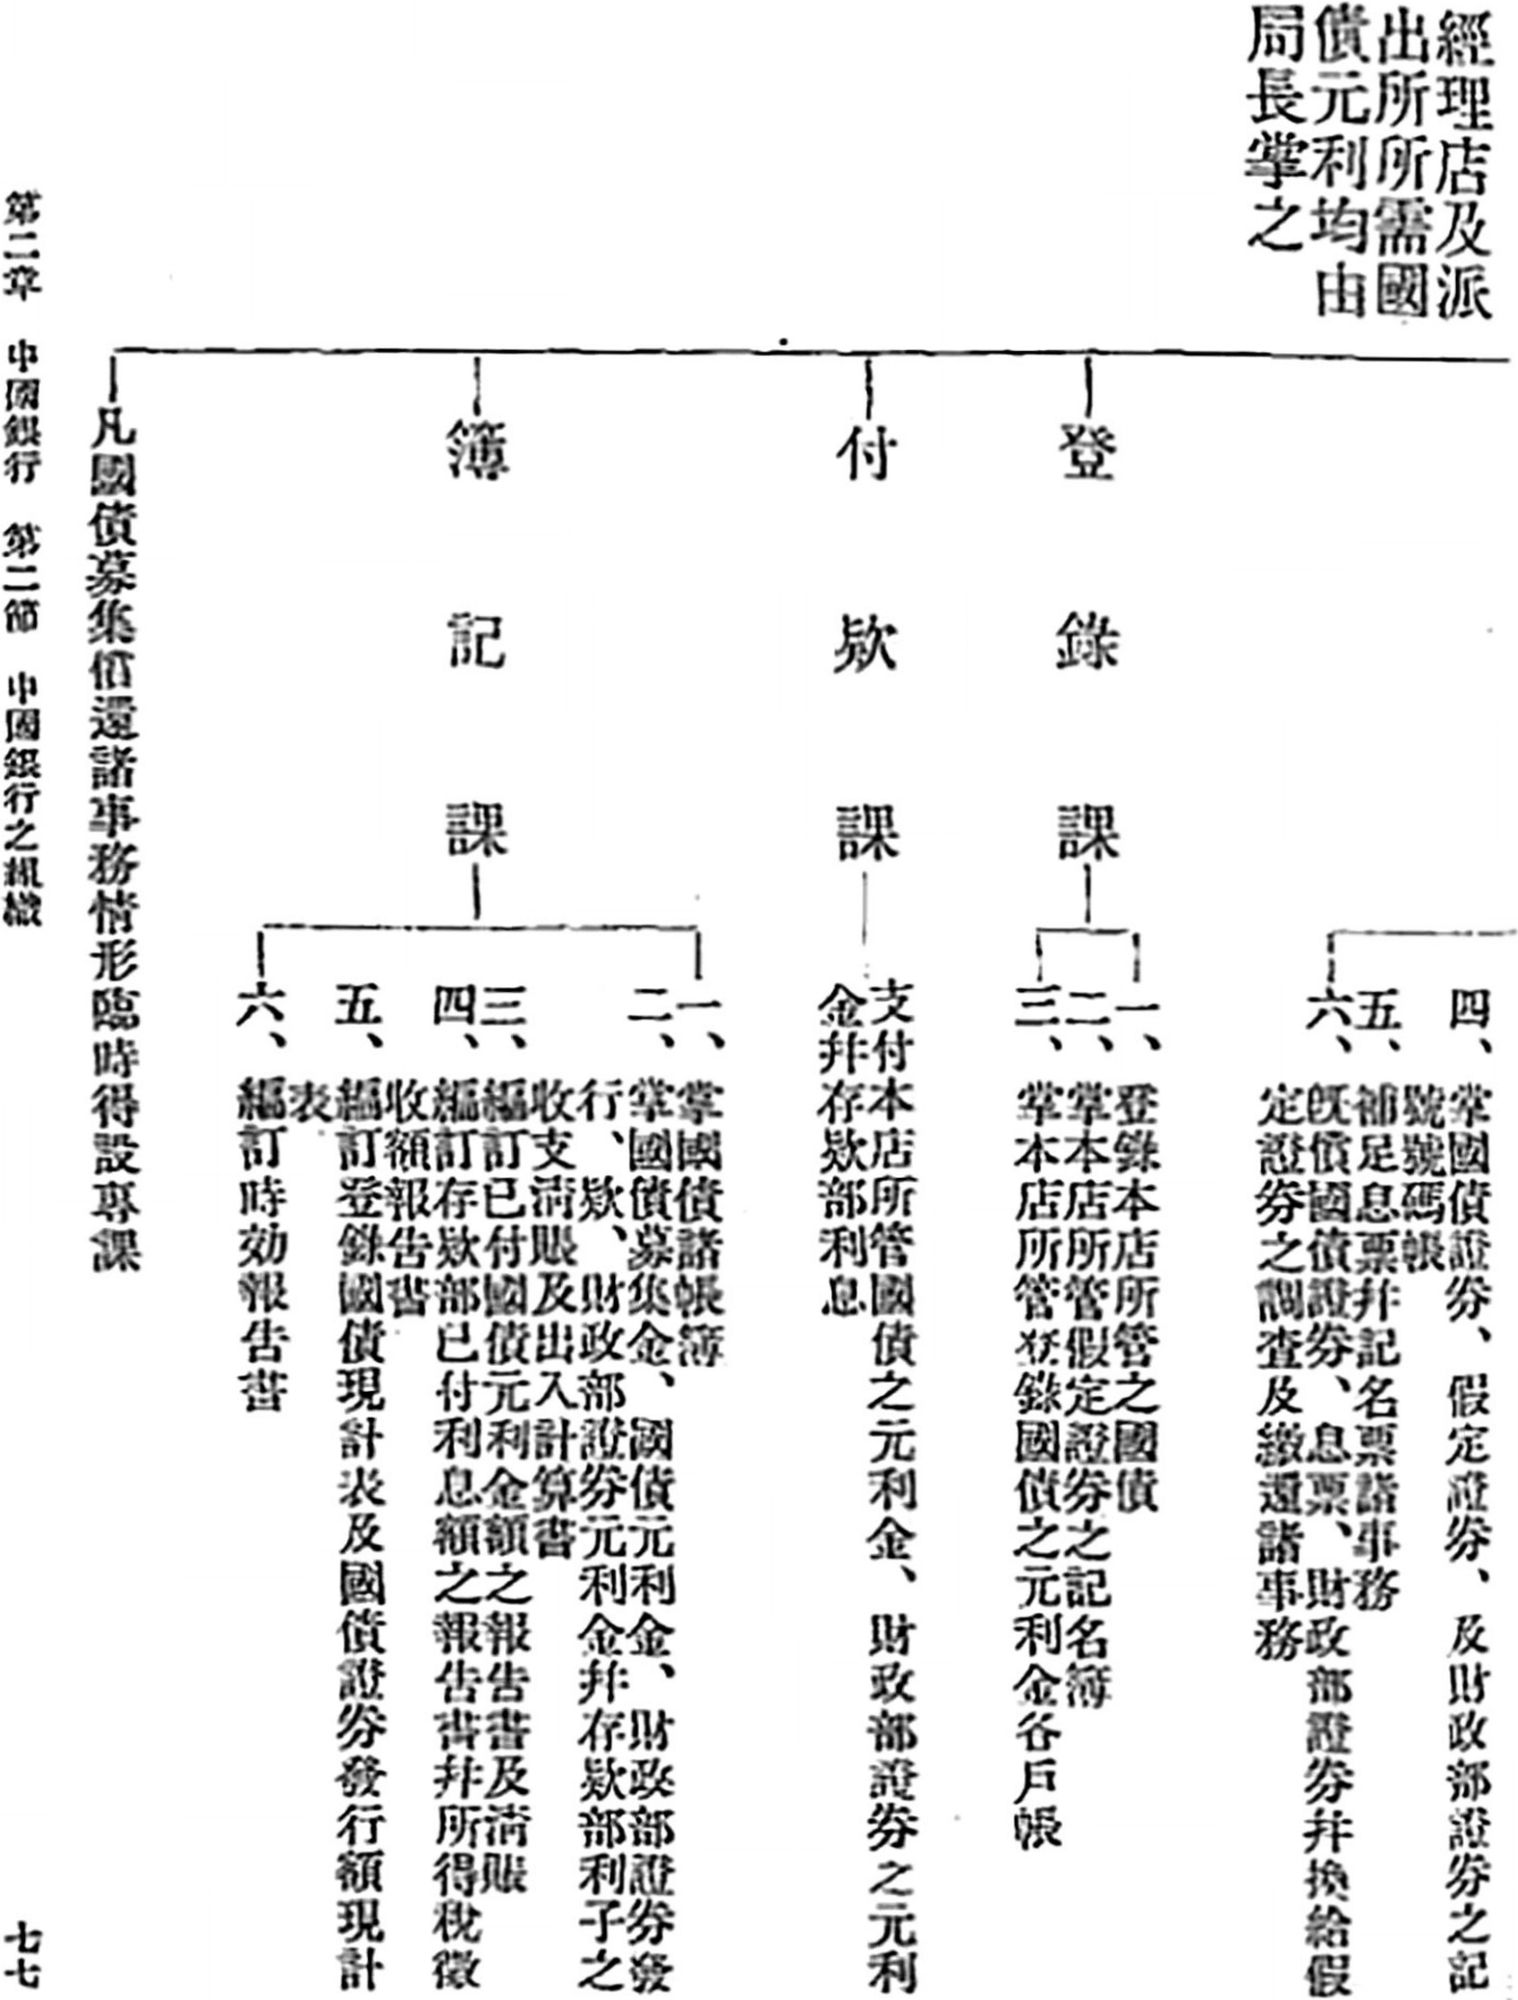 經理店及派
出所所需國
債元利均由
局長掌之
四、掌國債證券、假定證券、及財政部證券之記
號號碼帳
五、補足息票幷記名票諸事務
六、旣償國債證券、息票、財政部證券幷換給假
定證券之調查及繳還諸事務
登錄課
一、登錄本店所管之國債
二、掌本店所管假定證券之記名簿
三、掌本店所管登錄國債之元利金各戶帳
付欵課
支付本店所管國債之元利金、財政部證券之元利
金幷存欵部利息
簿記課
一、掌國債諸帳簿
二、掌國債募集金、國債元利金、財政部證券發
行、欵、財政部證券元利金幷存欵部利子之
收支淸賬及出入計算書
三、編訂已付國債元利金額之報告書及淸賬
四、編訂存欵部已付利息額之報告書幷所得稅徵
收額報告書
五、編訂登錄國債現計表及國債證券發行額現計
表
六、編訂時効報告書
凡國債募集償還諸事務情形臨時得設專課
第二章 中國銀行 第二節 中國銀行之組織
七七